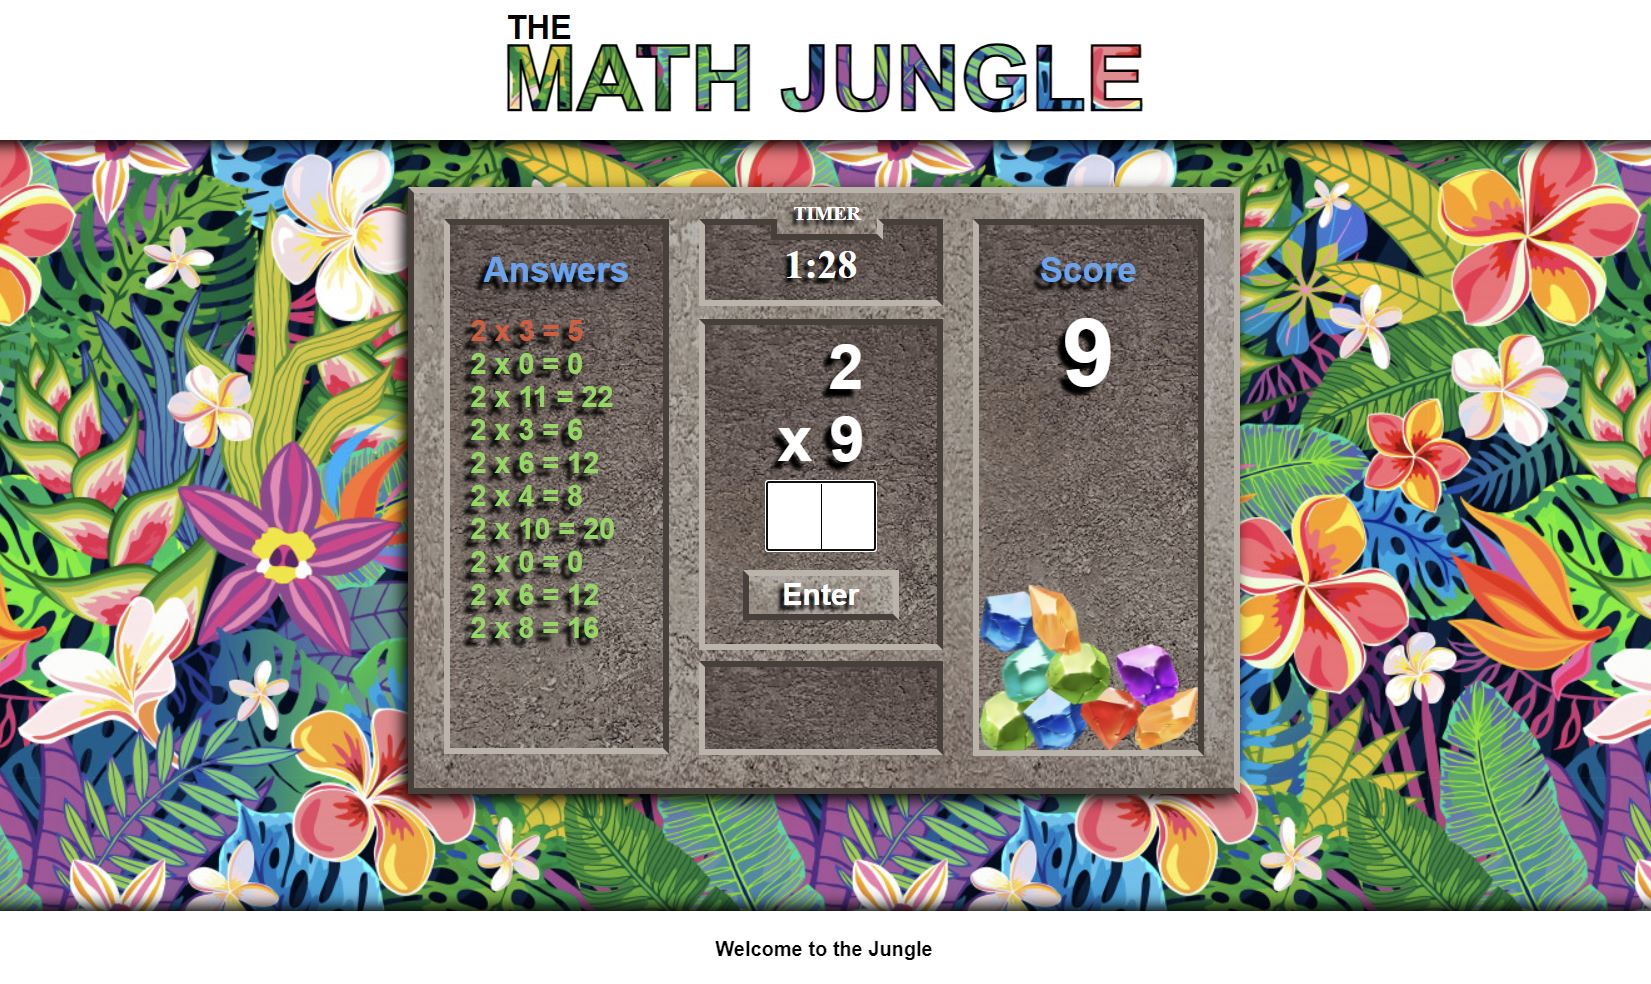 THE
MATH JUNGLE
TIMER
1:28
Answers
2 x 3 = 5
2 x 0 = 0
2 x 11 = 22
2 x 3 = 6
2 x 6 = 12
2 x 4 = 8
2 x 10 = 20
2 x 0 = 0
2 x 6 = 12
2 x 8 = 16
2
x 9
Enter
Score
9
Welcome to the Jungle